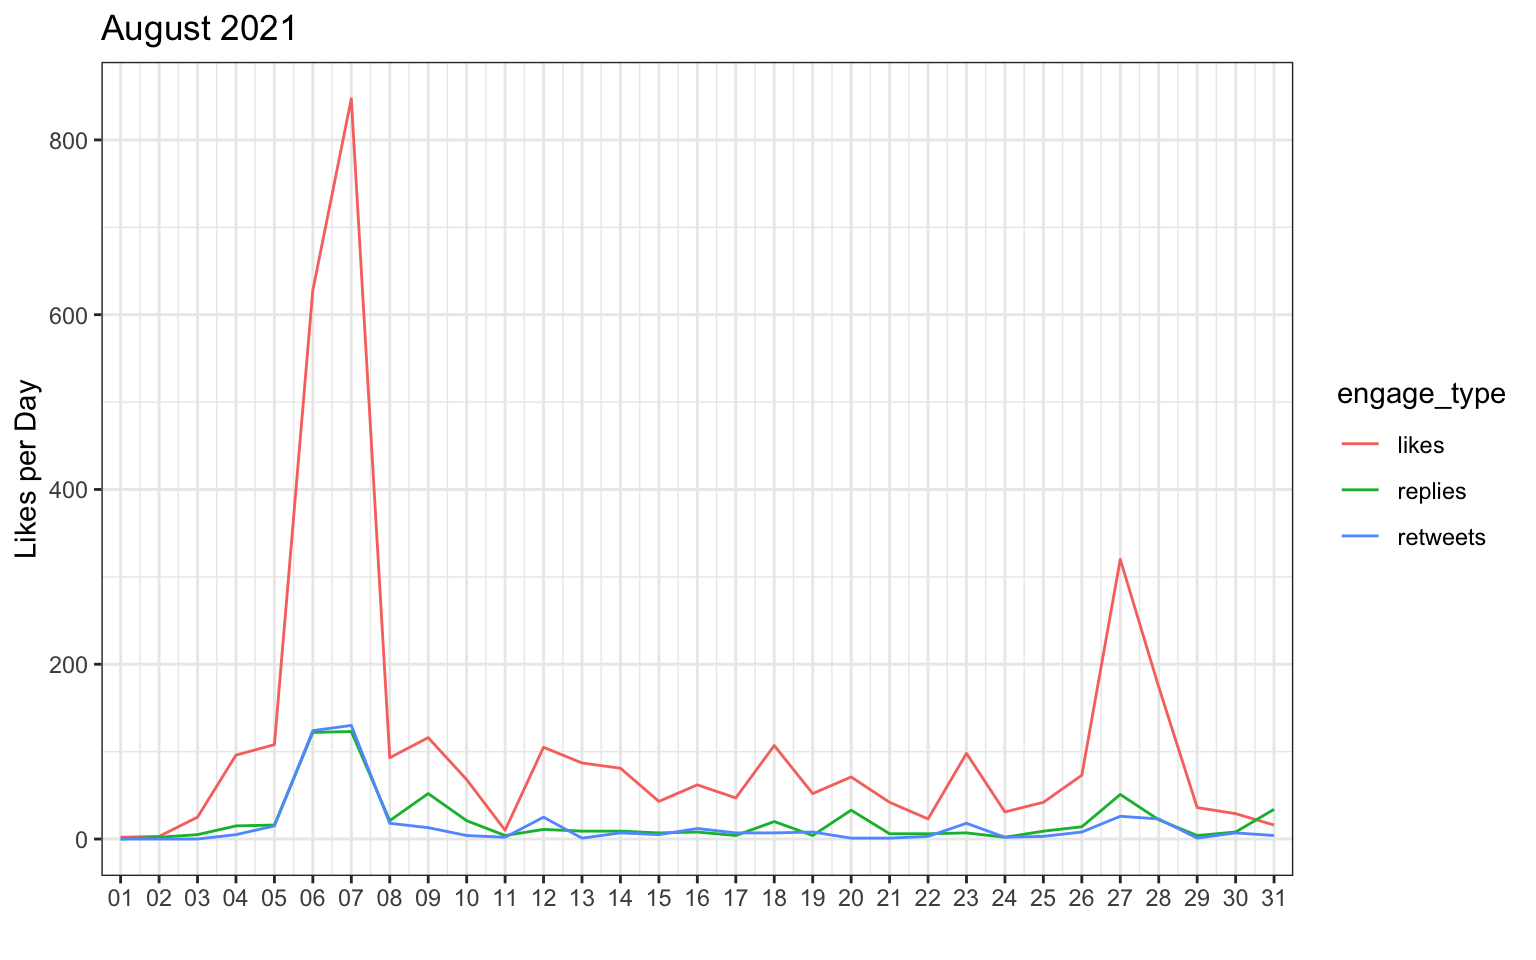 August 2021
Likes per Day
800
600
400
200
0
01 02 03 04 05 06 07 08 09 10 11 12 13 14 15 16 17 18 19 20 21 22 23 24 25 26 27 28 29 30 31
engage_type
likes
replies
retweets